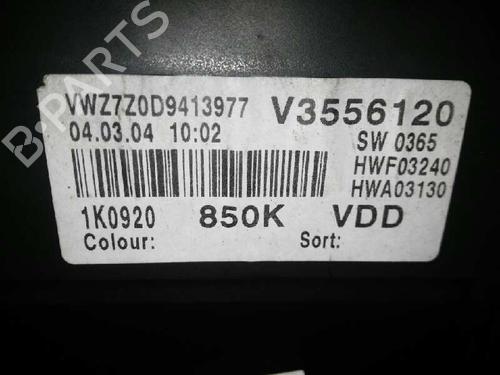 B-PARTS
VWZ7Z0D9413977 V3556120
04.03.04 10:02 SW 0365
HWF03240
HWA03130
1K0920 850K VDD
Colour: Sort: